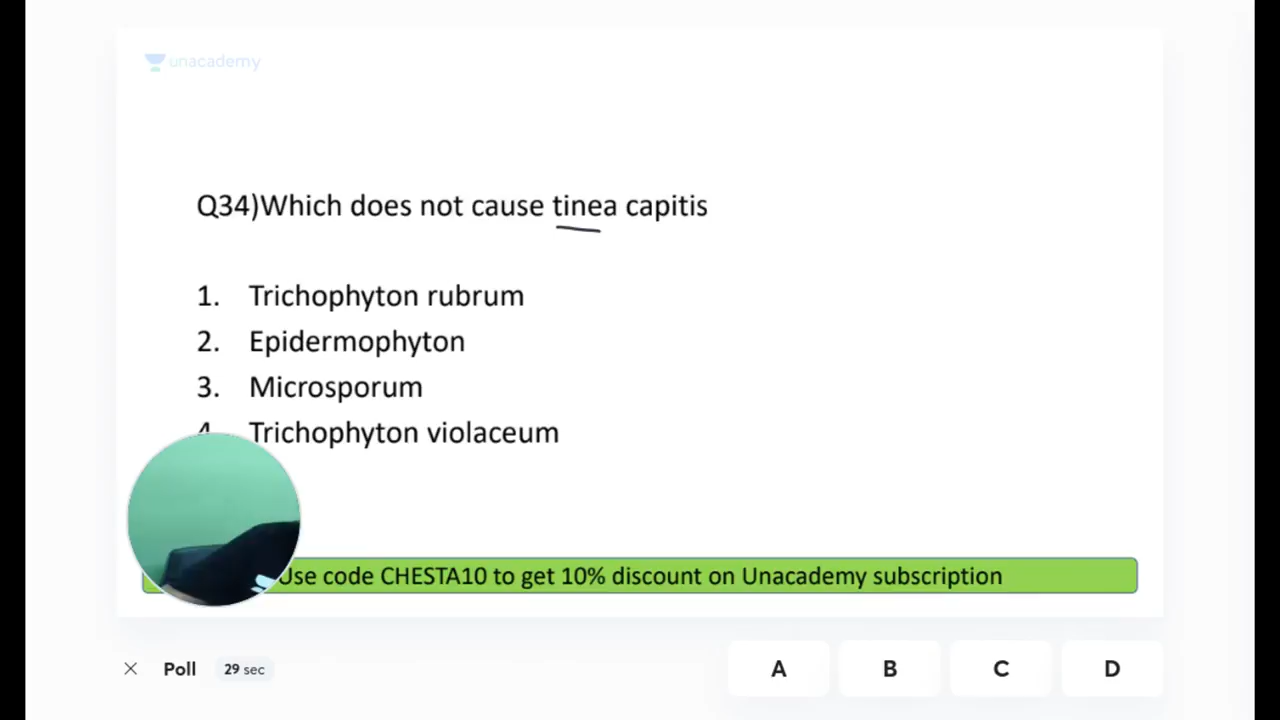 unacademy
Q34)Which does not cause tinea capitis
1. Trichophyton rubrum
2. Epidermophyton
3. Microsporum
4. Trichophyton violaceum
Use code CHESTA10 to get 10% discount on Unacademy subscription
Poll 29 sec A B C D